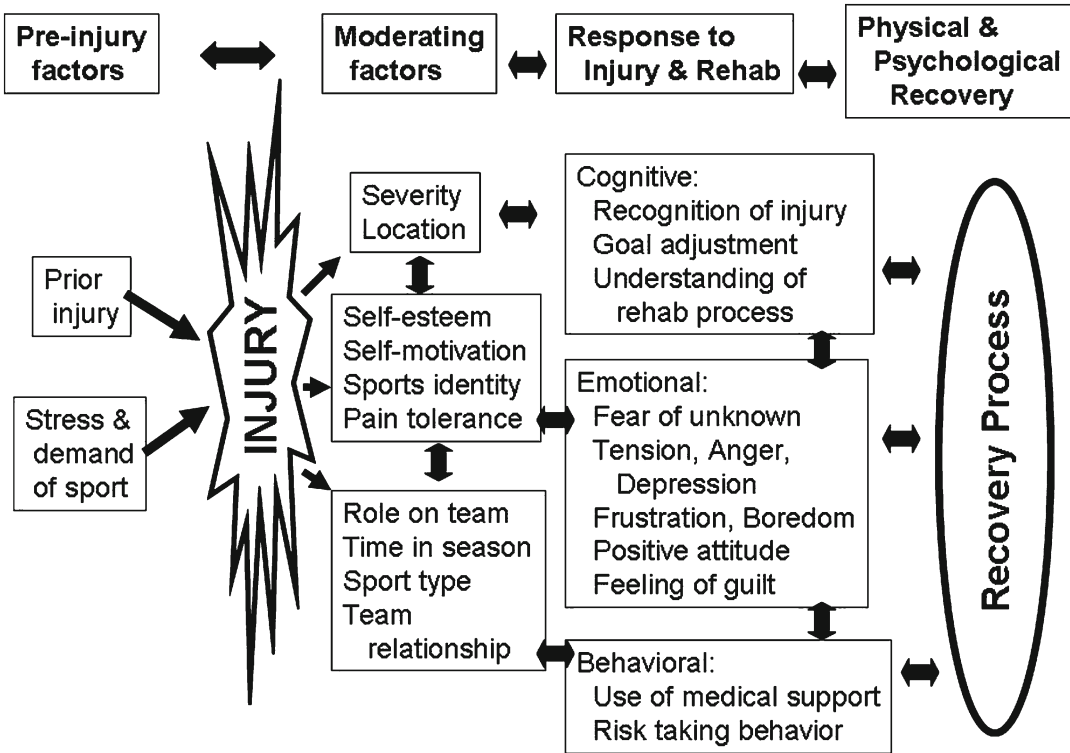 Pre-injury
factors
Moderating
factors
Response to
Injury & Rehab
Physical &
Psychological
Recovery
Prior
injury
Stress &
demand
of sport
INJURY
Severity
Location
Self-esteem
Self-motivation
Sports identity
Pain tolerance
Role on team
Time in season
Sport type
Team
relationship
Cognitive:
Recognition of injury
Goal adjustment
Understanding of
rehab process
Emotional:
Fear of unknown
Tension, Anger,
Depression
Frustration, Boredom
Positive attitude
Feeling of guilt
Behavioral:
Use of medical support
Risk taking behavior
Recovery Process